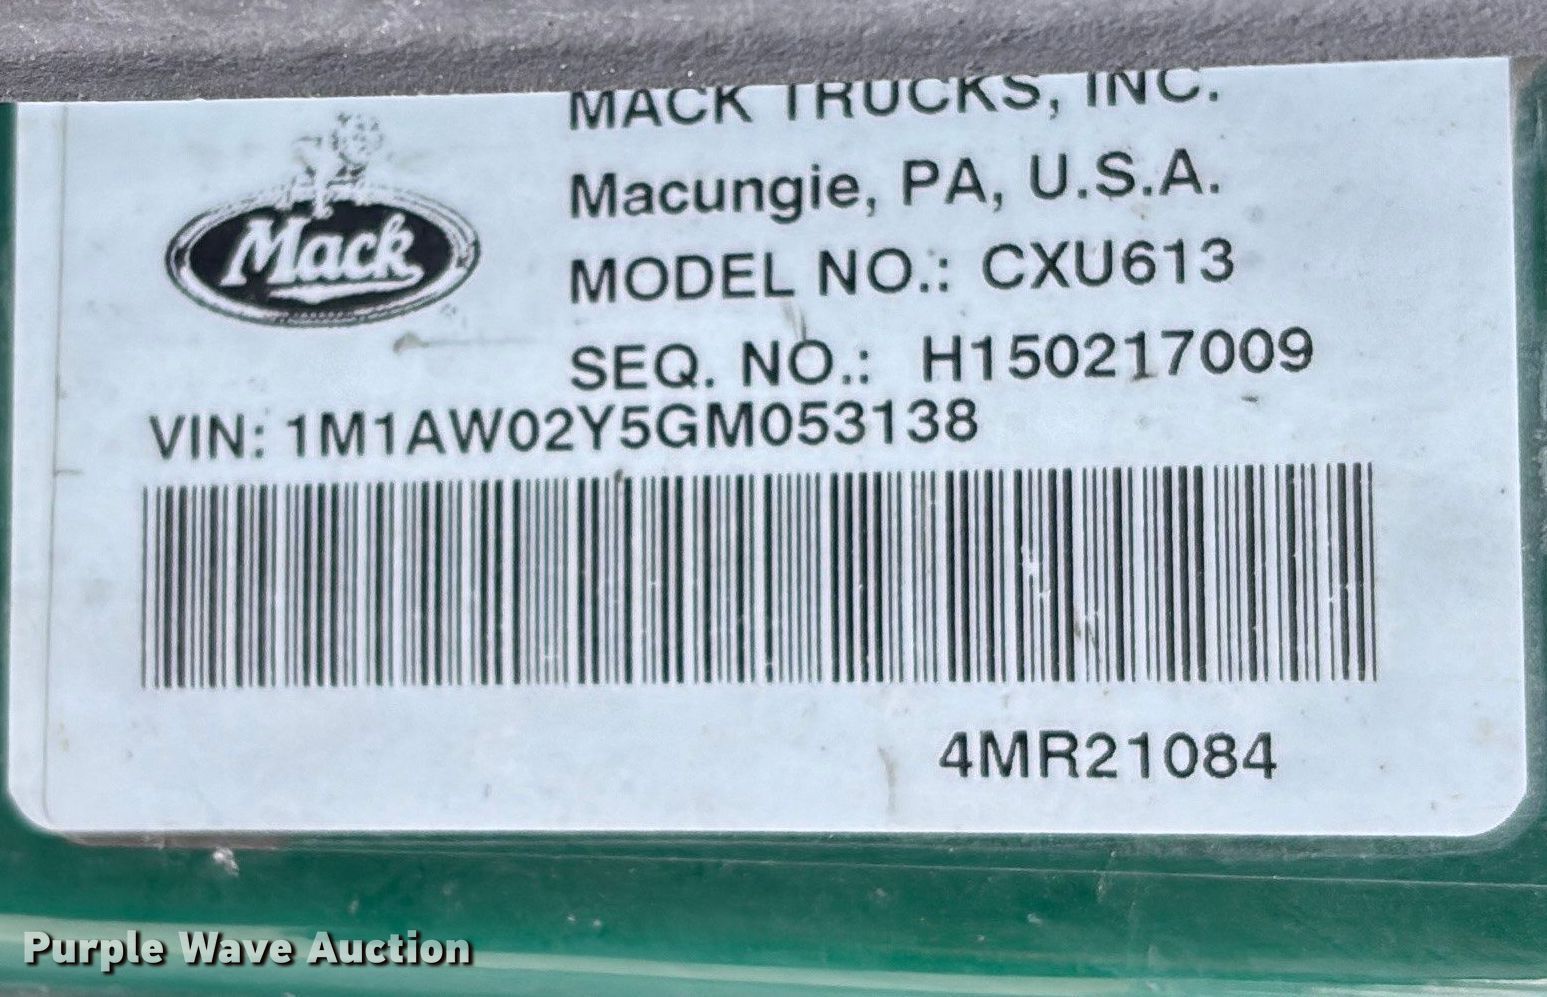 MACK TRUCKS, INC.
Macungie, PA, U.S.A.
Mack
MODEL NO.: CXU613
SEQ. NO.: H150217009
VIN: 1M1AW02Y5GM053138
4MR21084
Purple Wave Auction